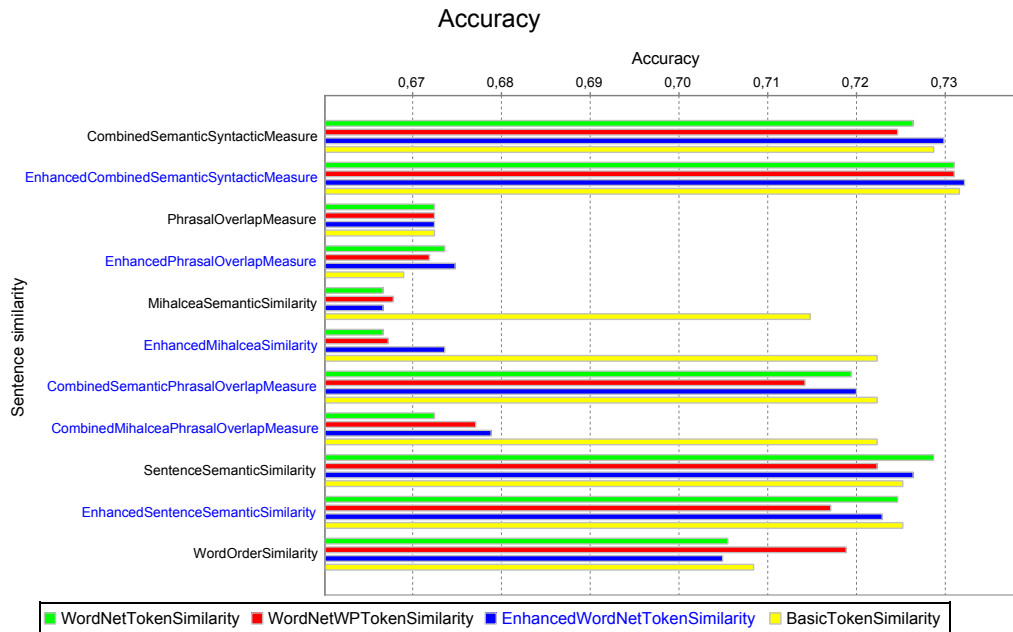 Accuracy
Accuracy
0,67 0,68 0,69 0,70 0,71 0,72 0,73
Sentence similarity
CombinedSemanticSyntacticMeasure
EnhancedCombinedSemanticSyntacticMeasure
PhrasalOverlapMeasure
EnhancedPhrasalOverlapMeasure
MihalceaSemanticSimilarity
EnhancedMihalceaSimilarity
CombinedSemanticPhrasalOverlapMeasure
CombinedMihalceaPhrasalOverlapMeasure
SentenceSemanticSimilarity
EnhancedSentenceSemanticSimilarity
WordOrderSimilarity
WordNetTokenSimilarity WordNetWPTokenSimilarity EnhancedWordNetTokenSimilarity BasicTokenSimilarity